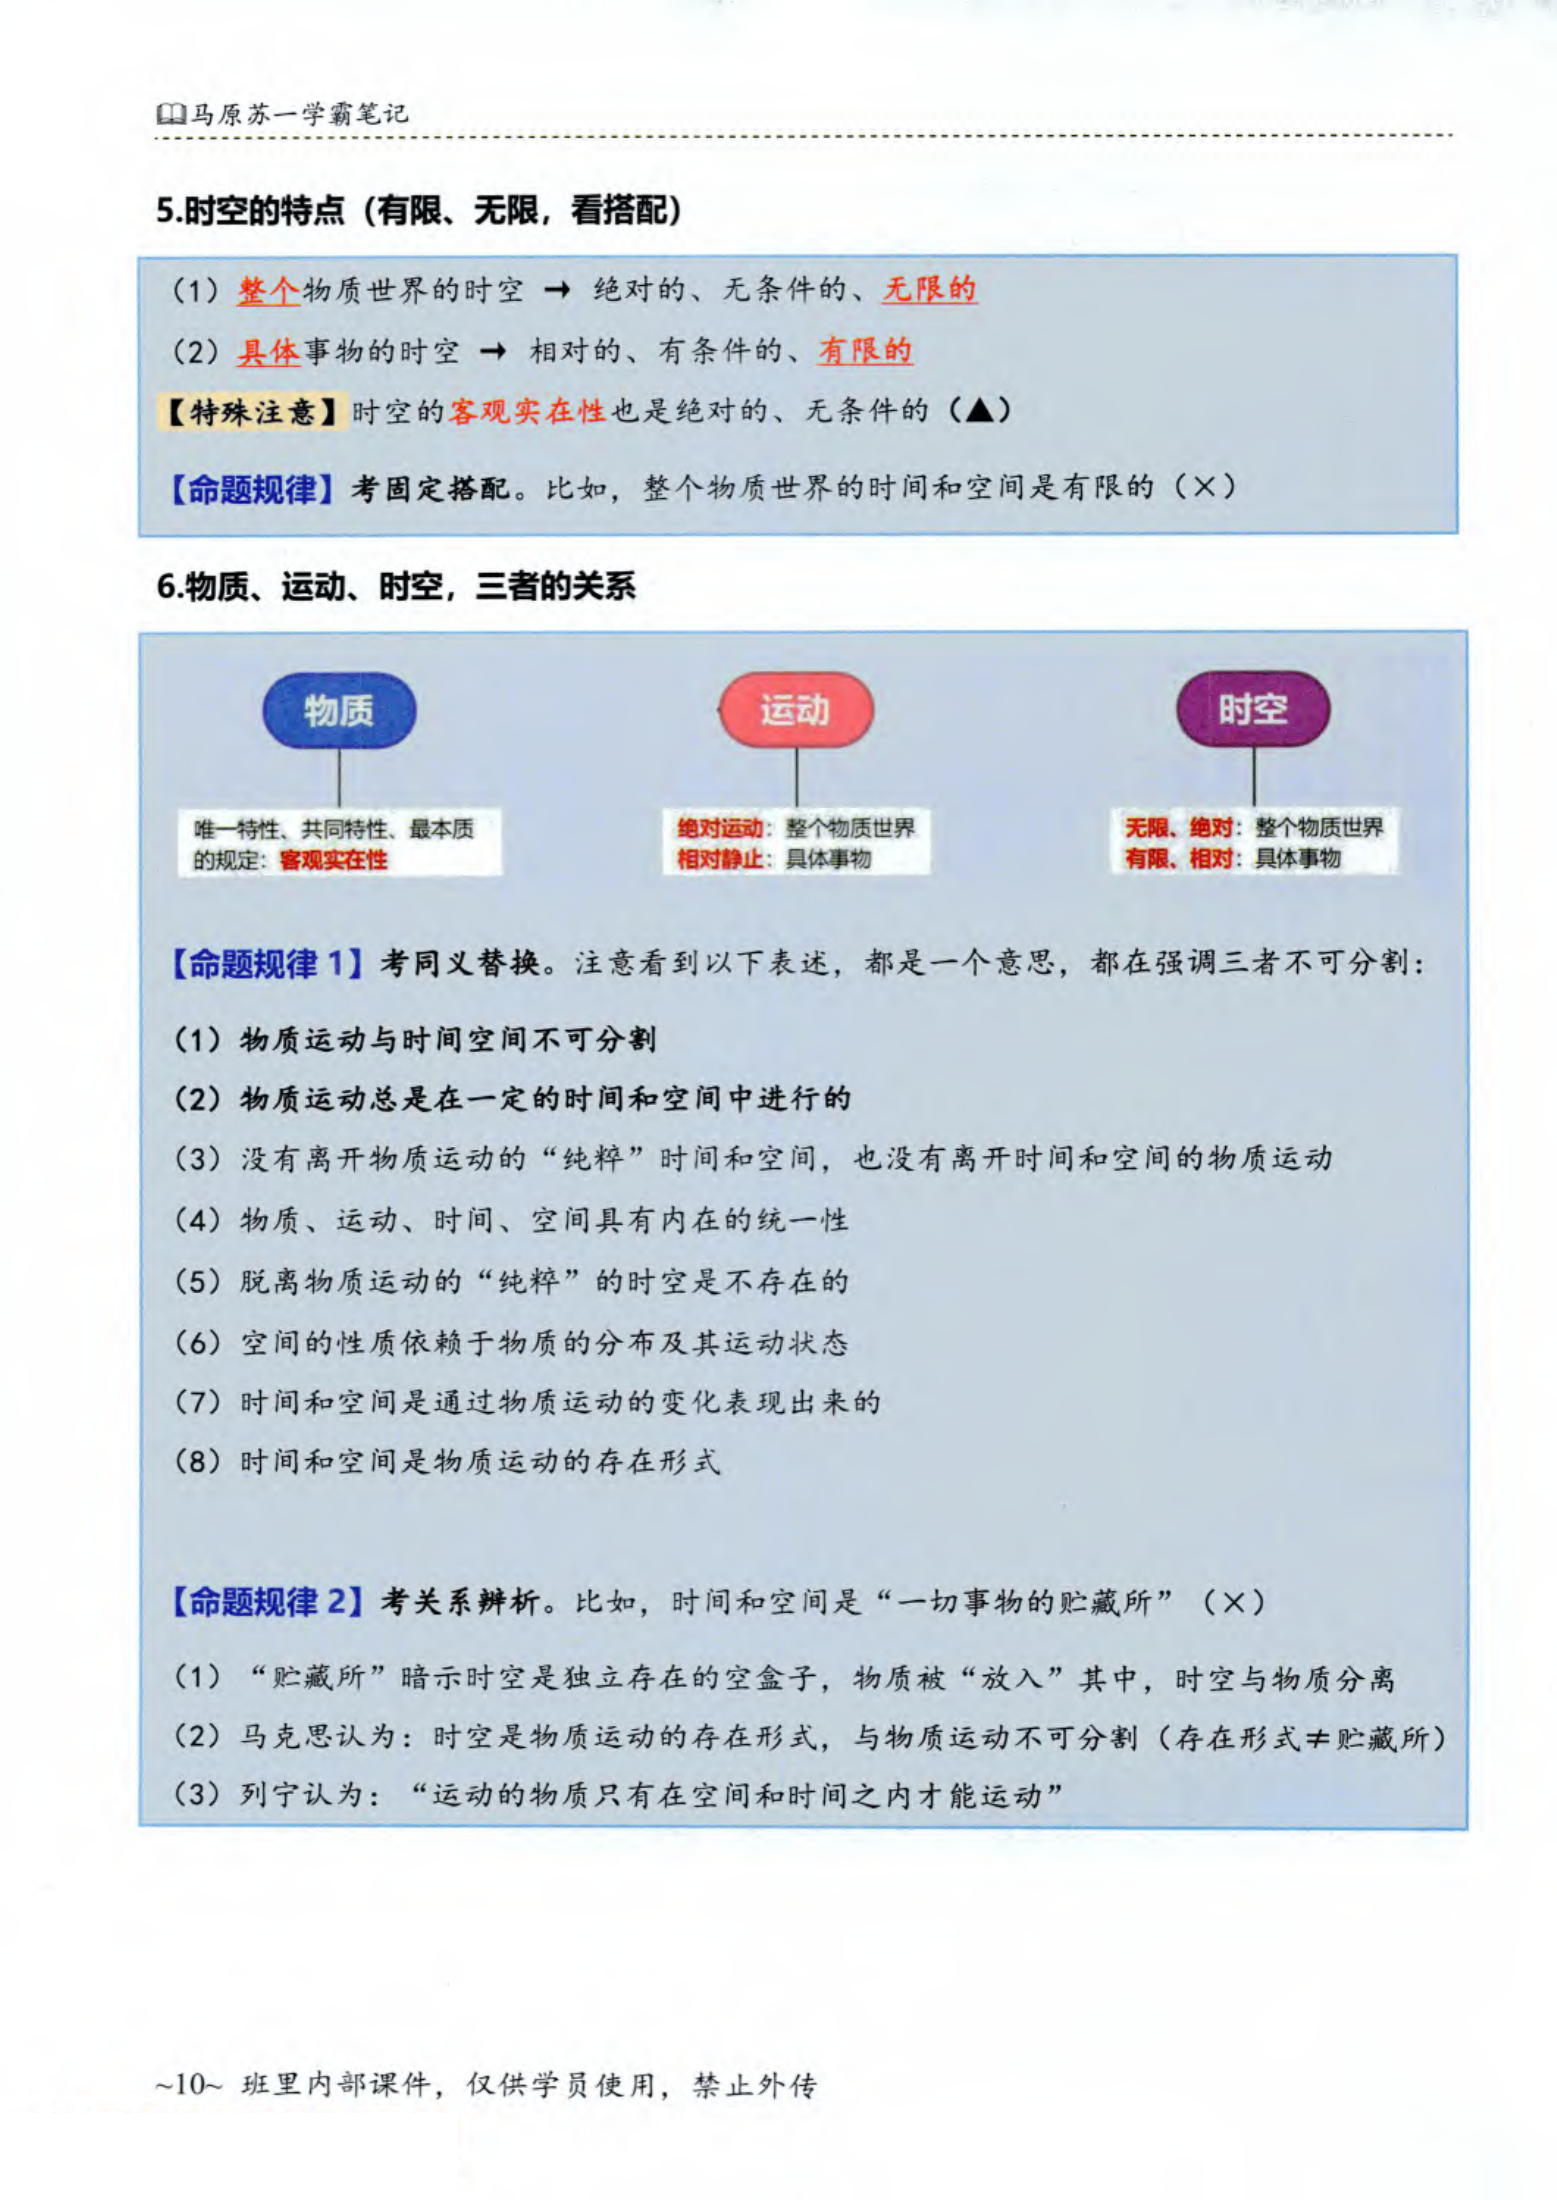 马原苏一学霸笔记
5.时空的特点（有限、无限，看搭配）
（1）整个物质世界的时空 → 绝对的、无条件的、无限的
（2）具体事物的时空 → 相对的、有条件的、有限的
【特殊注意】时空的客观实在性也是绝对的、无条件的（▲）
【命题规律】考固定搭配。比如，整个物质世界的时间和空间是有限的（×）
6.物质、运动、时空，三者的关系
物质
运动
时空
唯一特性、共同特性、最本质
的规定：客观实在性
绝对运动：整个物质世界
相对静止：具体事物
无限、绝对：整个物质世界
有限、相对：具体事物
【命题规律 1】考同义替换。注意看到以下表述，都是一个意思，都在强调三者不可分割：
（1）物质运动与时间空间不可分割
（2）物质运动总是在一定的时间和空间中进行的
（3）没有离开物质运动的“纯粹”时间和空间，也没有离开时间和空间的物质运动
（4）物质、运动、时间、空间具有内在的统一性
（5）脱离物质运动的“纯粹”的时空是不存在的
（6）空间的性质依赖于物质的分布及其运动状态
（7）时间和空间是通过物质运动的变化表现出来的
（8）时间和空间是物质运动的存在形式
【命题规律 2】考关系辨析。比如，时间和空间是“一切事物的贮藏所”（×）
（1）“贮藏所”暗示时空是独立存在的空盒子，物质被“放入”其中，时空与物质分离
（2）马克思认为：时空是物质运动的存在形式，与物质运动不可分割（存在形式≠贮藏所）
（3）列宁认为：“运动的物质只有在空间和时间之内才能运动”
~10~ 班里内部课件，仅供学员使用，禁止外传